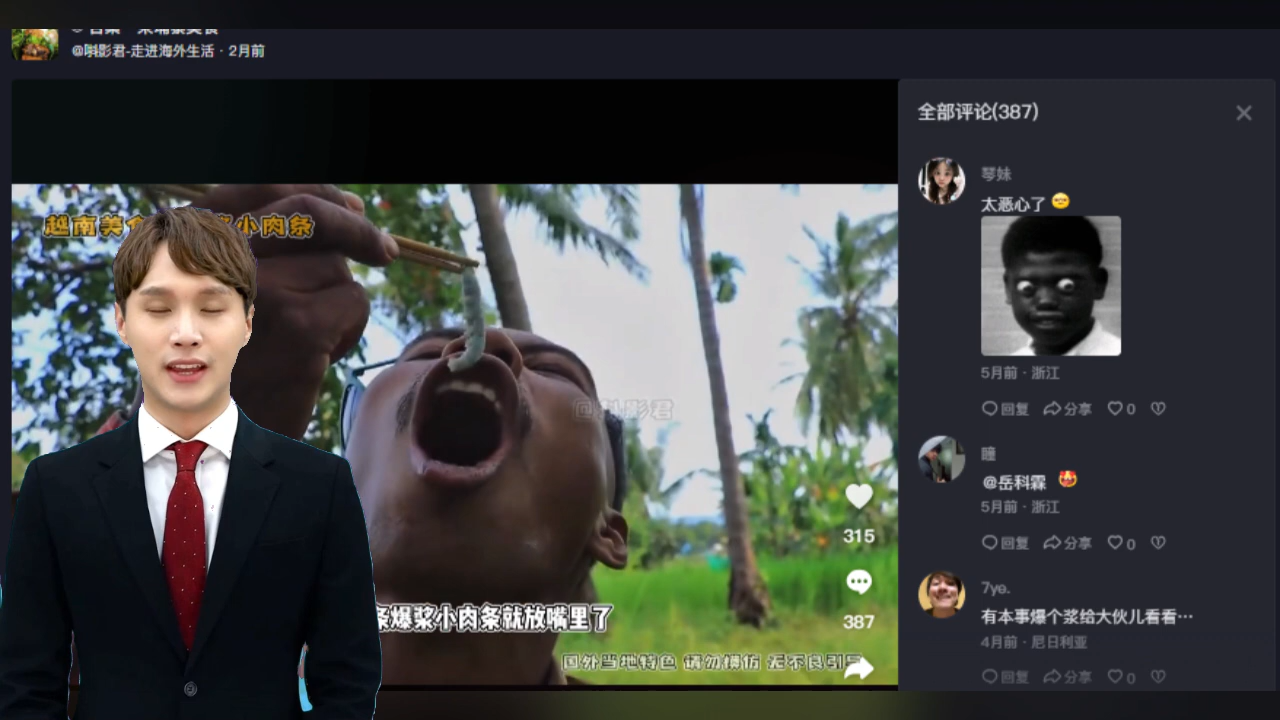 @哦影君-走进海外生活 · 2月前
全部评论(387)
琴妹
太恶心了
5月前 · 浙江
回复 分享 0
瞳
@岳科霖
5月前 · 浙江
回复 分享 0
7ye.
有本事爆个浆给大伙儿看看…
4月前 · 尼日利亚
回复 分享 0
越南美食
小肉条
315
387
条爆浆小肉条就放嘴里了
国外当地特色 请勿模仿 无不良引导